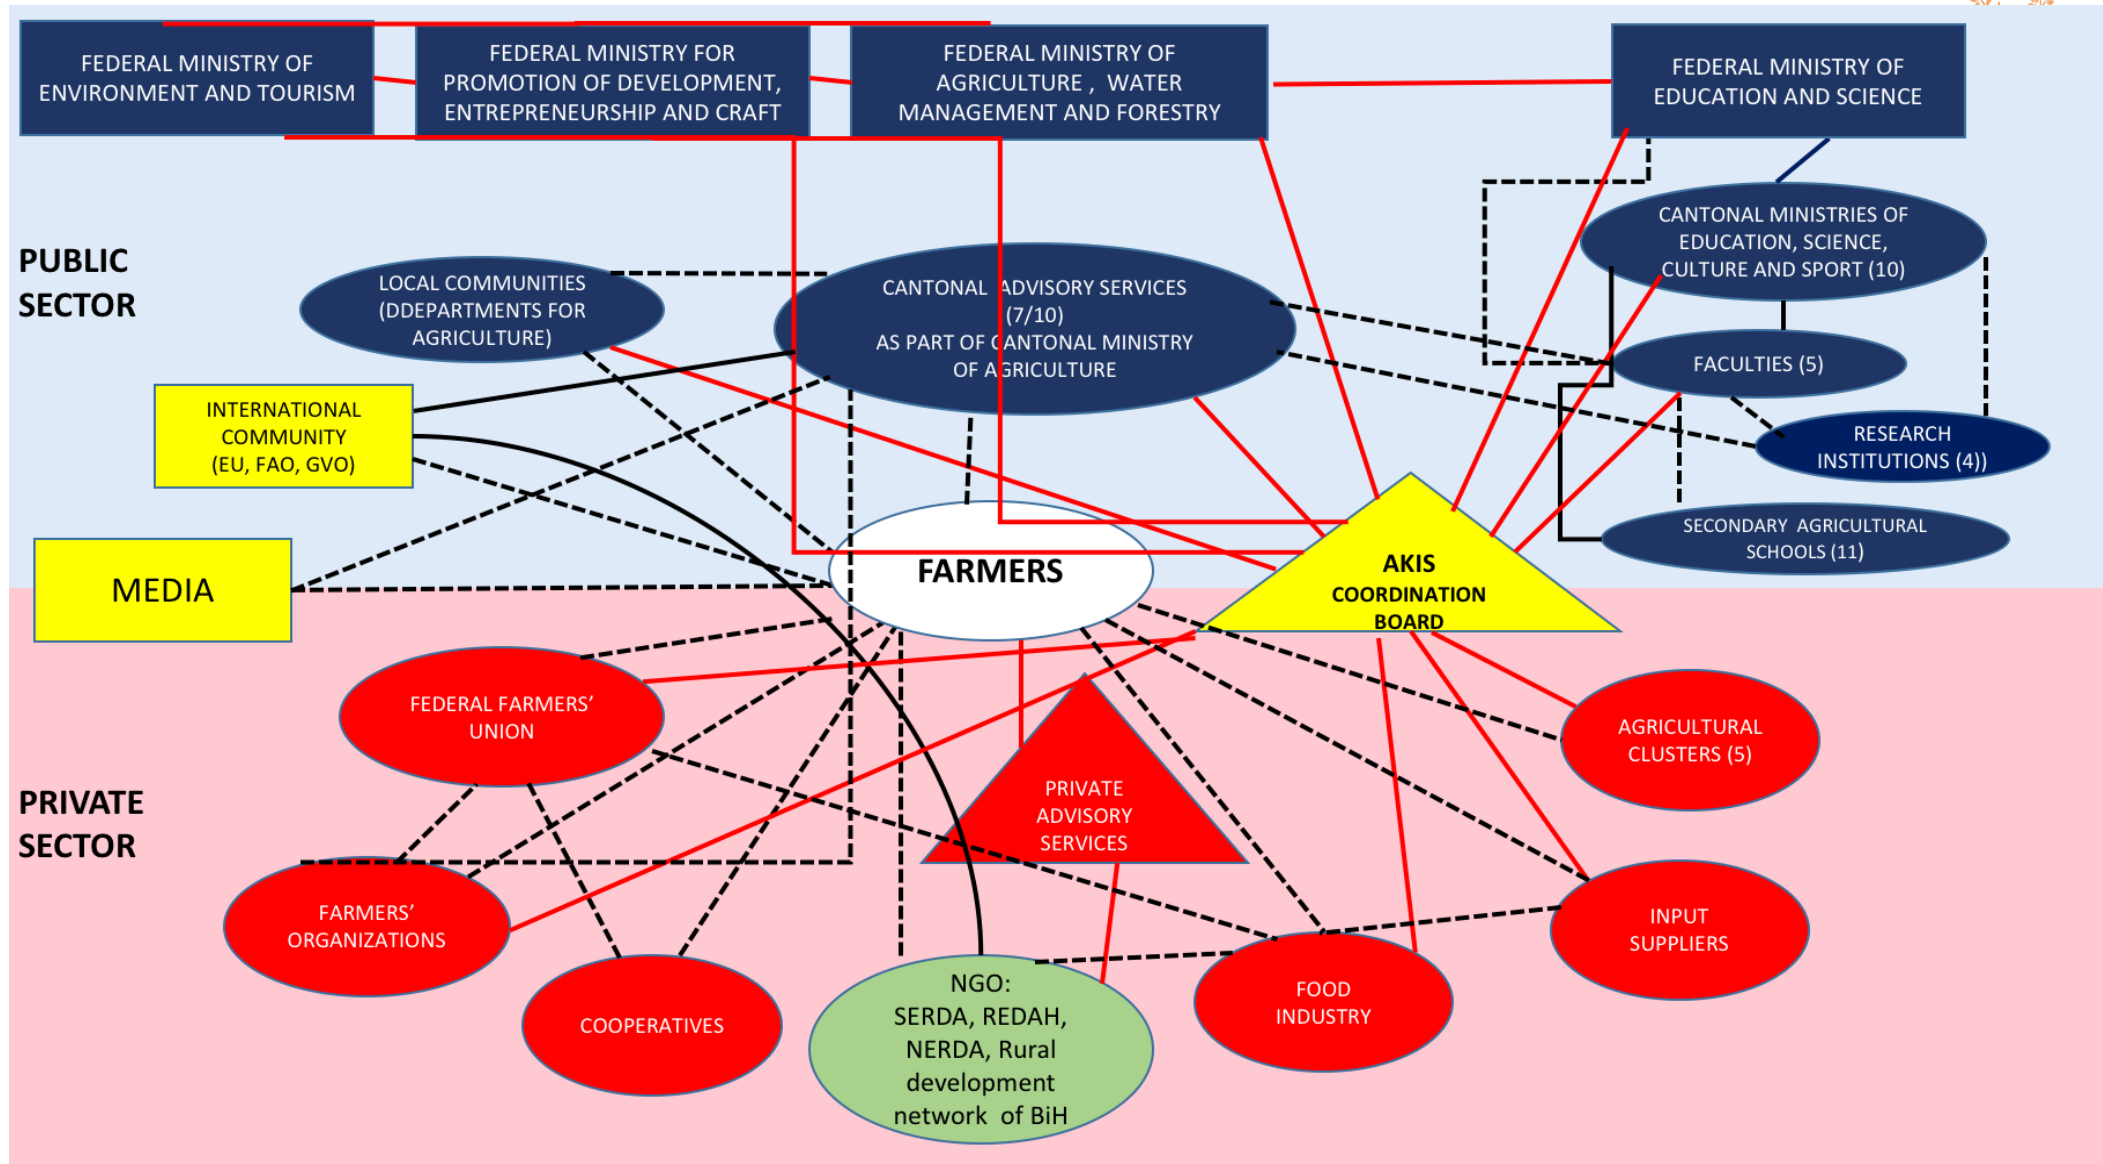 FEDERAL MINISTRY OF
ENVIRONMENT AND TOURISM
FEDERAL MINISTRY FOR
PROMOTION OF DEVELOPMENT,
ENTREPRENEURSHIP AND CRAFT
FEDERAL MINISTRY OF
AGRICULTURE , WATER
MANAGEMENT AND FORESTRY
FEDERAL MINISTRY OF
EDUCATION AND SCIENCE
CANTONAL MINISTRIES OF
EDUCATION, SCIENCE,
CULTURE AND SPORT (10)
PUBLIC
SECTOR
LOCAL COMMUNITIES
(DDEPARTMENTS FOR
AGRICULTURE)
CANTONAL ADVISORY SERVICES
(7/10)
AS PART OF CANTONAL MINISTRY
OF AGRICULTURE
FACULTIES (5)
INTERNATIONAL
COMMUNITY
(EU, FAO, GVO)
RESEARCH
INSTITUTIONS (4))
SECONDARY AGRICULTURAL
SCHOOLS (11)
MEDIA
FARMERS
AKIS
COORDINATION
BOARD
FEDERAL FARMERS’
UNION
AGRICULTURAL
CLUSTERS (5)
PRIVATE
SECTOR
PRIVATE
ADVISORY
SERVICES
FARMERS’
ORGANIZATIONS
INPUT
SUPPLIERS
COOPERATIVES
NGO:
SERDA, REDAH,
NERDA, Rural
development
network of BiH
FOOD
INDUSTRY